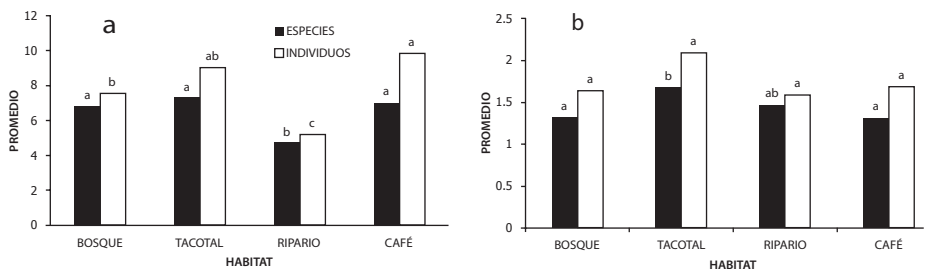 a
ESPECIES
INDIVIDUOS
PROMEDIO
12
10
8
6
4
2
0
a b
a ab
b c
a a
BOSQUE TACOTAL RIPARIO CAFÉ
HABITAT
b
PROMEDIO
2.5
2
1.5
1
0.5
0
a a
b a
ab a
a a
BOSQUE TACOTAL RIPARIO CAFÉ
HABITAT